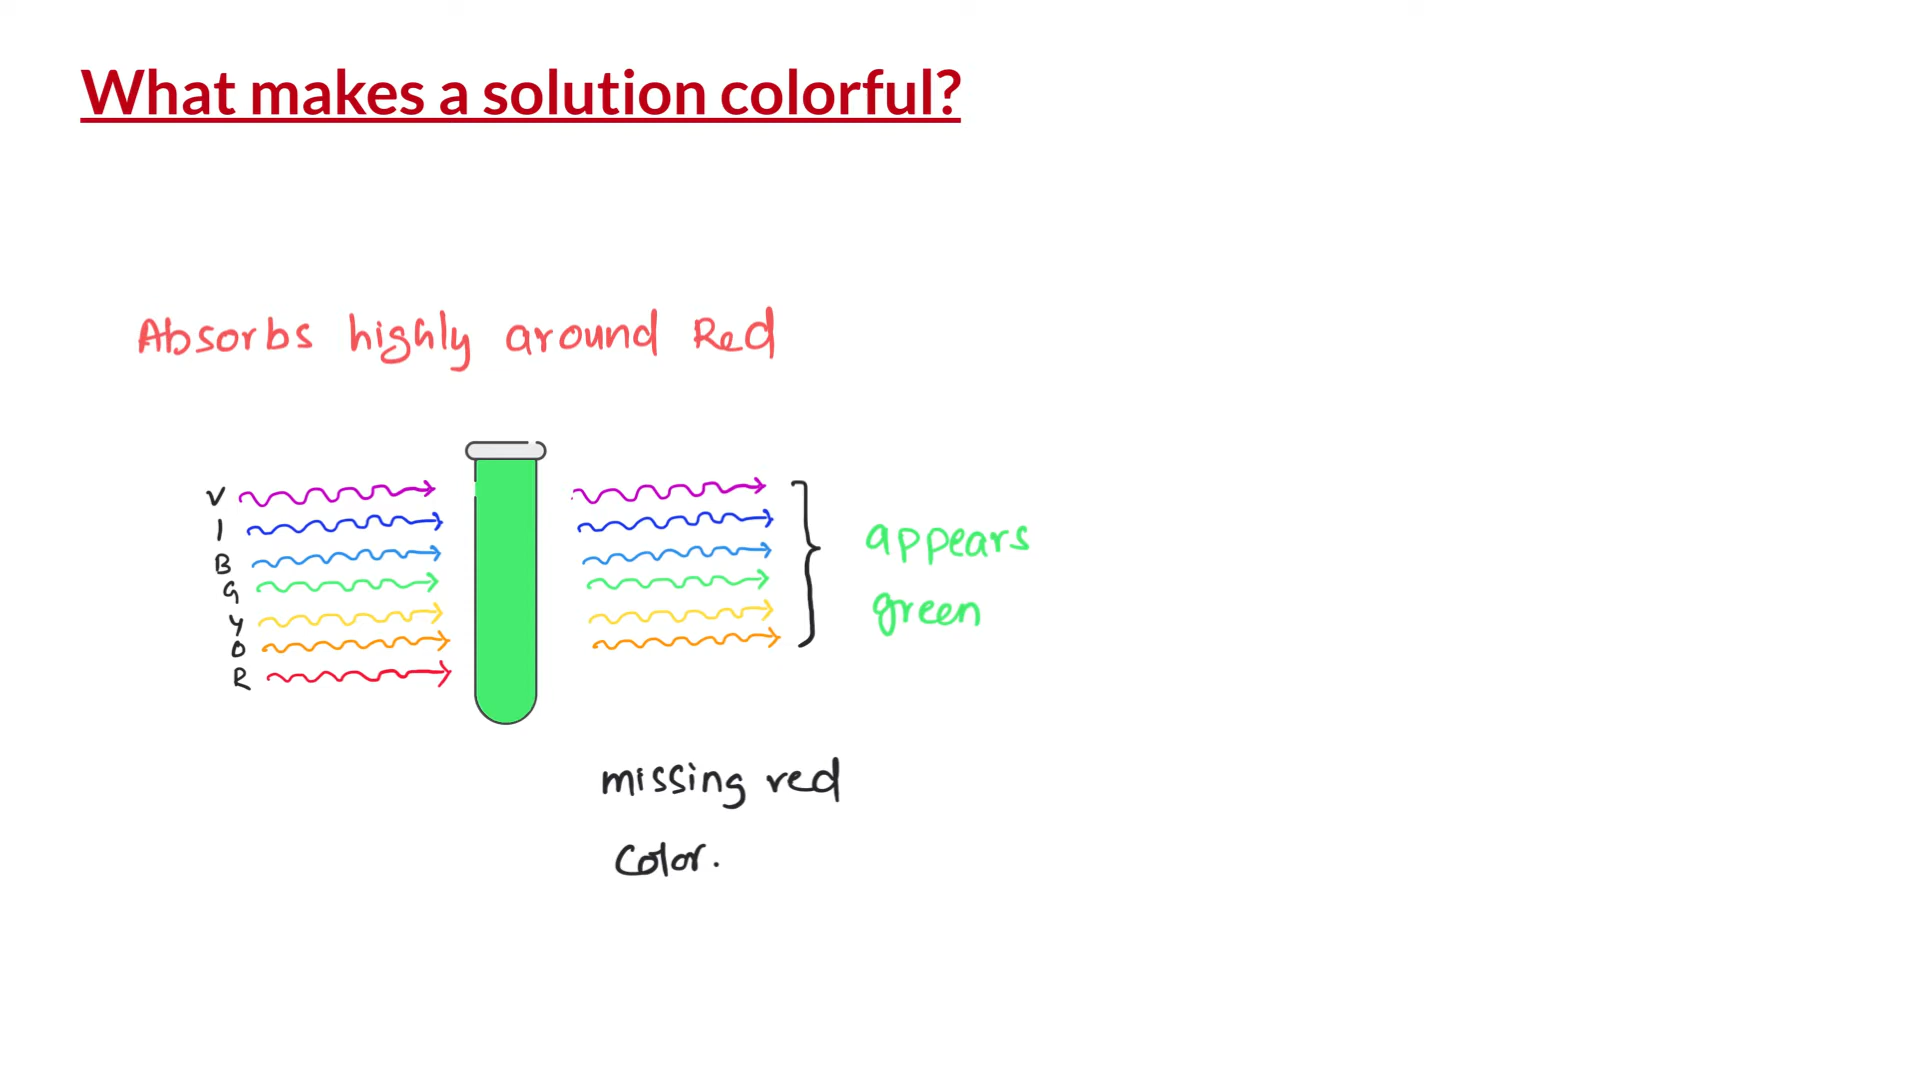 What makes a solution colorful?
Absorbs highly around Red
V
I
B
G
Y
O
R
appears
green
missing red
Color.